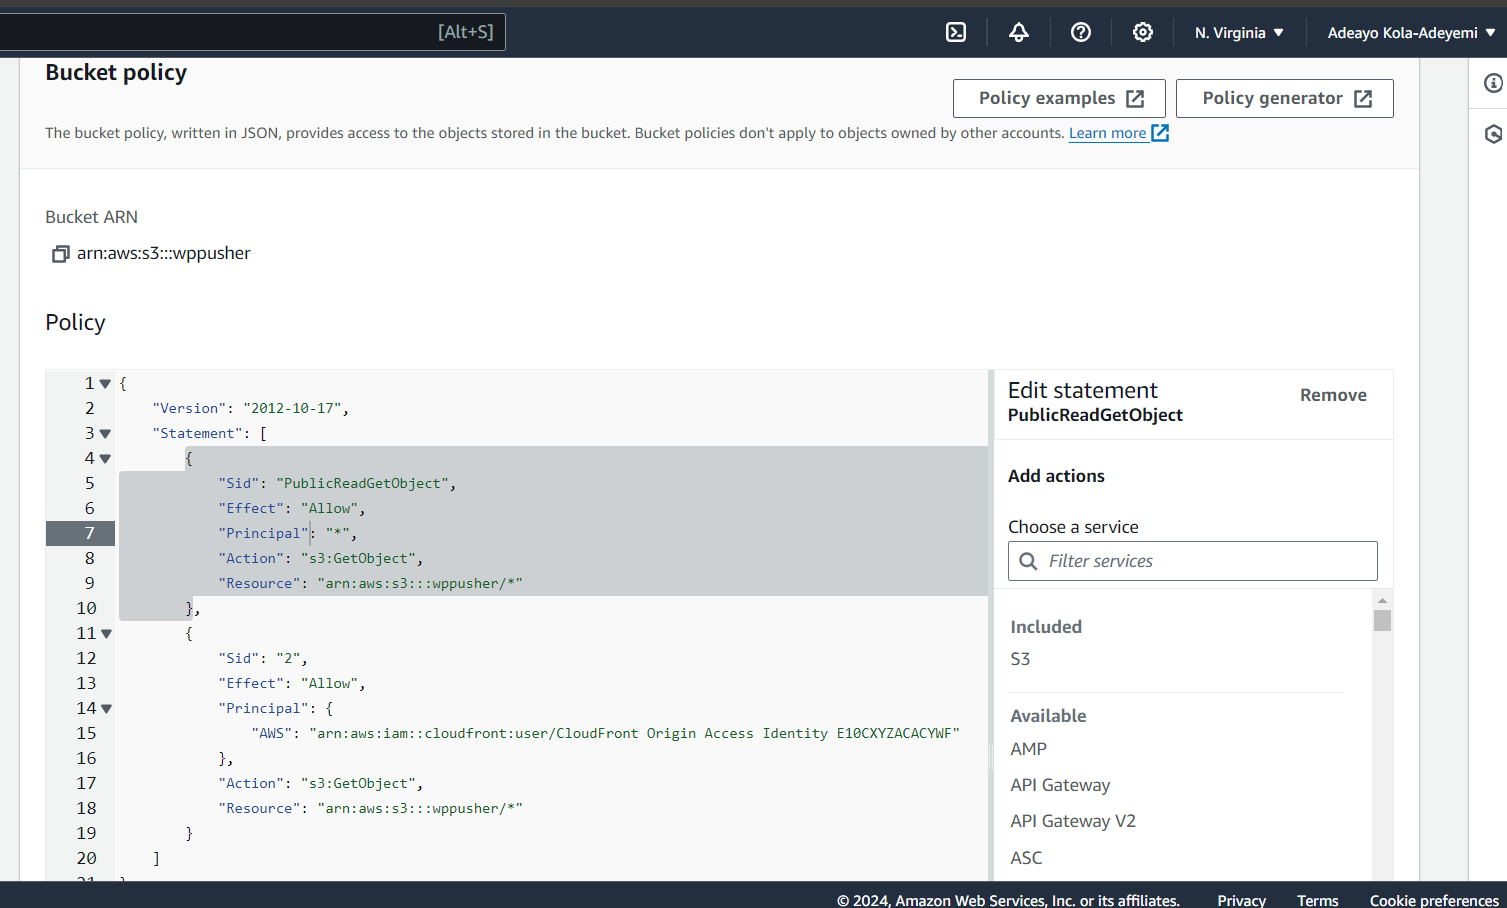 [Alt+S]
N. Virginia
Adeayo Kola-Adeyemi
Bucket policy
Policy examples
Policy generator
The bucket policy, written in JSON, provides access to the objects stored in the bucket. Bucket policies don't apply to objects owned by other accounts. Learn more
Bucket ARN
arn:aws:s3:::wppusher
Policy
1 {
2 "Version": "2012-10-17",
3 "Statement": [
4 {
5 "Sid": "PublicReadGetObject",
6 "Effect": "Allow",
7 "Principal": "*",
8 "Action": "s3:GetObject",
9 "Resource": "arn:aws:s3:::wppusher/*"
10 },
11 {
12 "Sid": "2",
13 "Effect": "Allow",
14 "Principal": {
15 "AWS": "arn:aws:iam::cloudfront:user/CloudFront Origin Access Identity E10CXYZACACYWF"
16 },
17 "Action": "s3:GetObject",
18 "Resource": "arn:aws:s3:::wppusher/*"
19 }
20 ]
21 }
Edit statement
Remove
PublicReadGetObject
Add actions
Choose a service
Filter services
Included
S3
Available
AMP
API Gateway
API Gateway V2
ASC
© 2024, Amazon Web Services, Inc. or its affiliates.
Privacy
Terms
Cookie preferences